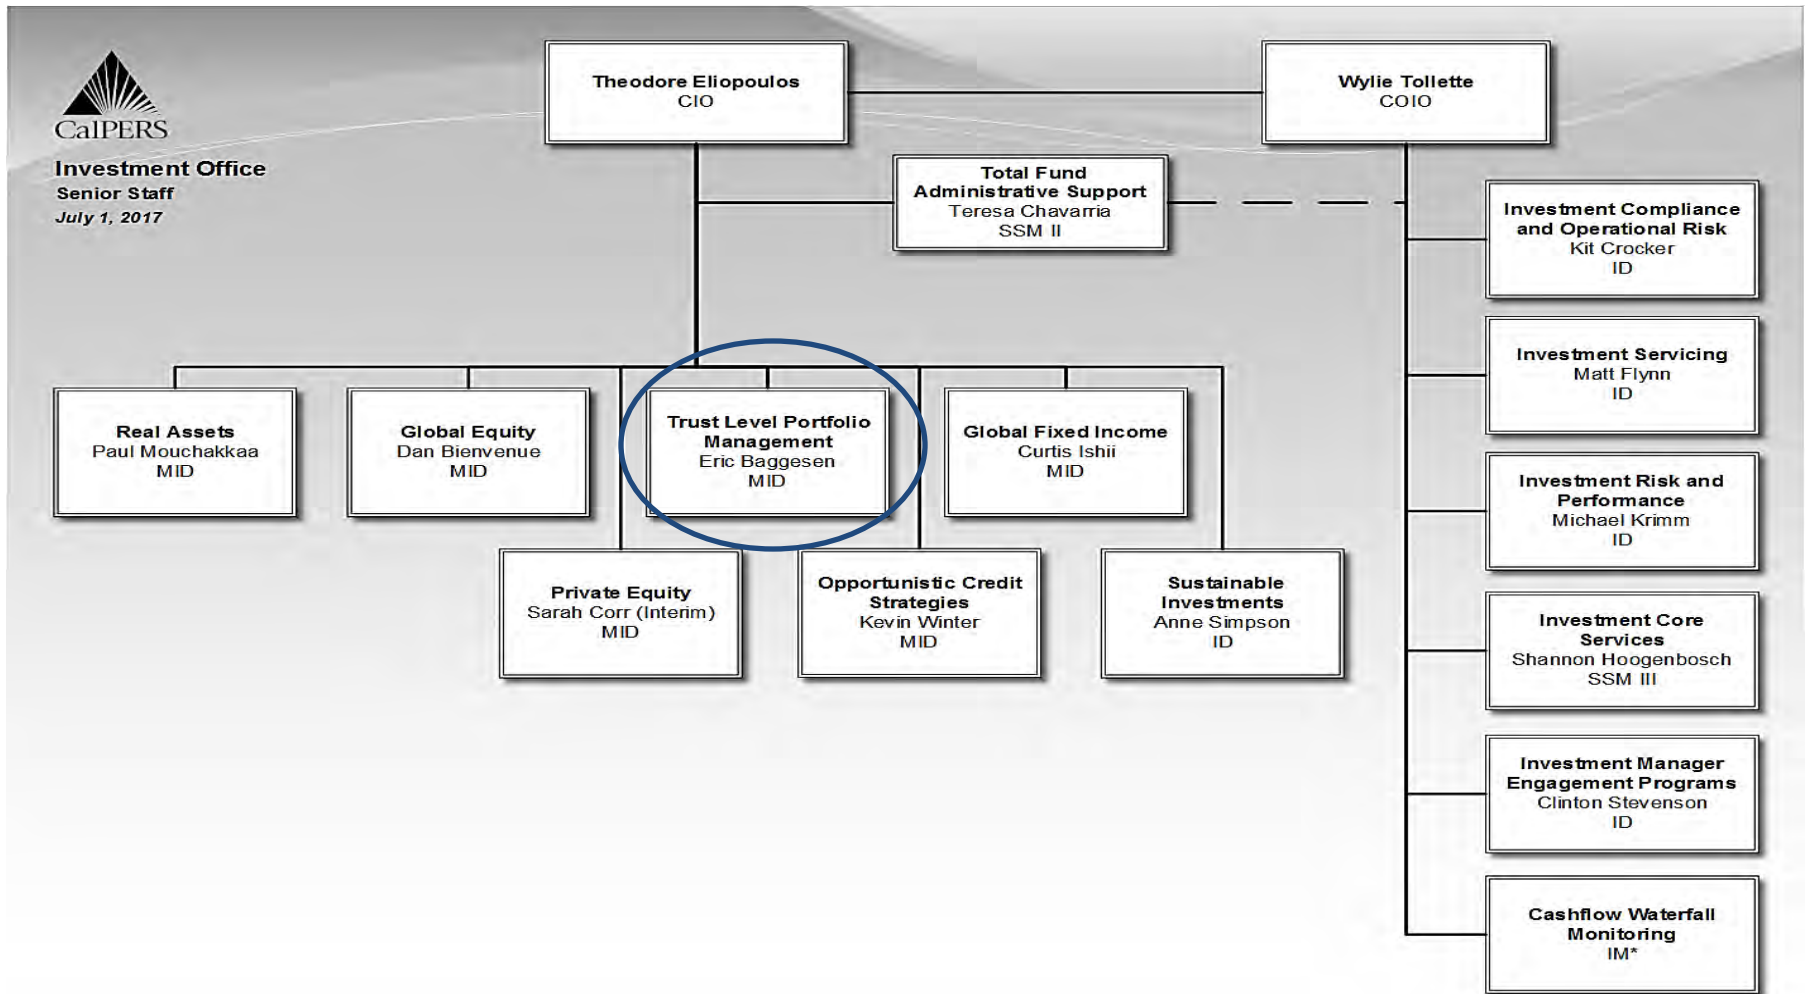 CalPERS
Investment Office
Senior Staff
July 1, 2017
Theodore Eliopoulos
CIO
Wylie Tollette
COIO
Total Fund
Administrative Support
Teresa Chavarria
SSM II
Investment Compliance
and Operational Risk
Kit Crocker
ID
Investment Servicing
Matt Flynn
ID
Investment Risk and
Performance
Michael Krimm
ID
Investment Core
Services
Shannon Hoogenbosch
SSM III
Investment Manager
Engagement Programs
Clinton Stevenson
ID
Cashflow Waterfall
Monitoring
IM*
Real Assets
Paul Mouchakkaa
MID
Global Equity
Dan Bienvenue
MID
Trust Level Portfolio
Management
Eric Baggesen
MID
Global Fixed Income
Curtis Ishii
MID
Private Equity
Sarah Corr (Interim)
MID
Opportunistic Credit
Strategies
Kevin Winter
MID
Sustainable
Investments
Anne Simpson
ID